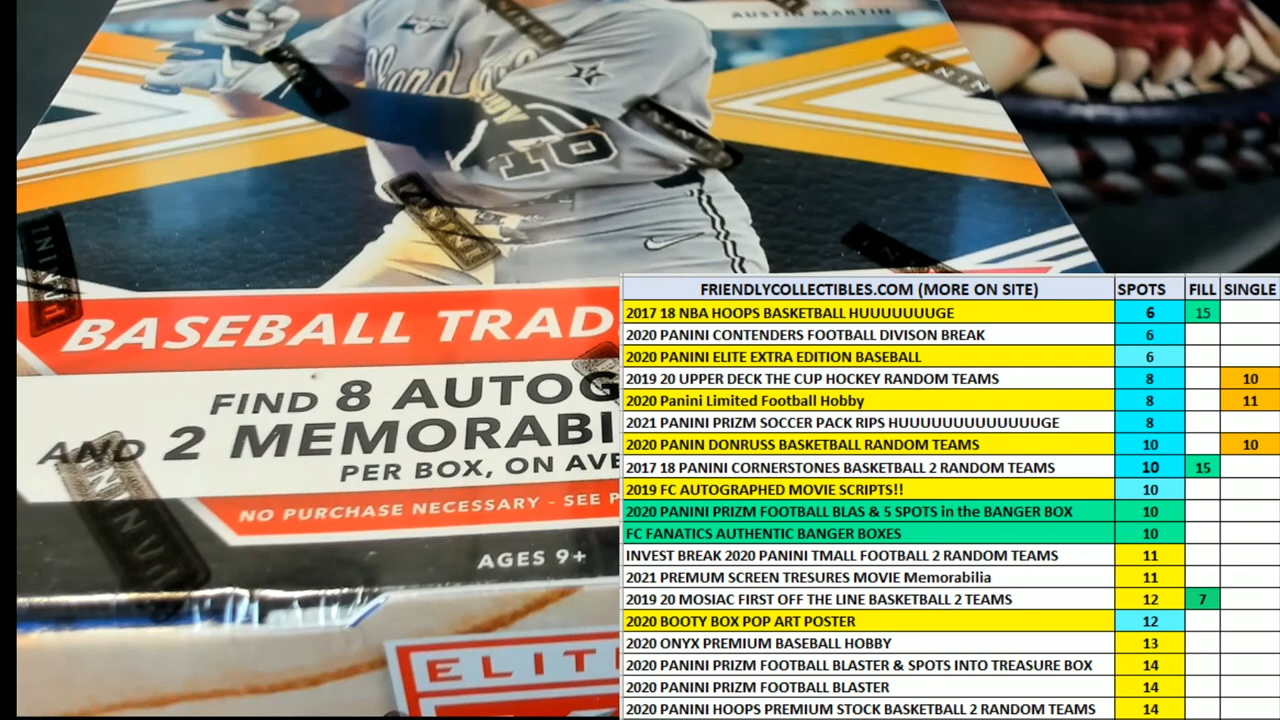 AUSTIN MARTIN
PANINI
PANINI
PANINI
PANINI
BASEBALL TRAD
FIND 8 AUTOG
AND 2 MEMORABI
PER BOX, ON AVE
NO PURCHASE NECESSARY - SEE P
AGES 9+
ELIT
FRIENDLYCOLLECTIBLES.COM (MORE ON SITE) SPOTS FILL SINGLE
2017 18 NBA HOOPS BASKETBALL HUUUUUUUGE 6 15
2020 PANINI CONTENDERS FOOTBALL DIVISON BREAK 6
2020 PANINI ELITE EXTRA EDITION BASEBALL 6
2019 20 UPPER DECK THE CUP HOCKEY RANDOM TEAMS 8 10
2020 Panini Limited Football Hobby 8 11
2021 PANINI PRIZM SOCCER PACK RIPS HUUUUUUUUUUUUGE 8
2020 PANIN DONRUSS BASKETBALL RANDOM TEAMS 10 10
2017 18 PANINI CORNERSTONES BASKETBALL 2 RANDOM TEAMS 10 15
2019 FC AUTOGRAPHED MOVIE SCRIPTS!! 10
2020 PANINI PRIZM FOOTBALL BLAS & 5 SPOTS in the BANGER BOX 10
FC FANATICS AUTHENTIC BANGER BOXES 10
INVEST BREAK 2020 PANINI TMALL FOOTBALL 2 RANDOM TEAMS 11
2021 PREMUM SCREEN TRESURES MOVIE Memorabilia 11
2019 20 MOSIAC FIRST OFF THE LINE BASKETBALL 2 TEAMS 12 7
2020 BOOTY BOX POP ART POSTER 12
2020 ONYX PREMIUM BASEBALL HOBBY 13
2020 PANINI PRIZM FOOTBALL BLASTER & SPOTS INTO TREASURE BOX 14
2020 PANINI PRIZM FOOTBALL BLASTER 14
2020 PANINI HOOPS PREMIUM STOCK BASKETBALL 2 RANDOM TEAMS 14